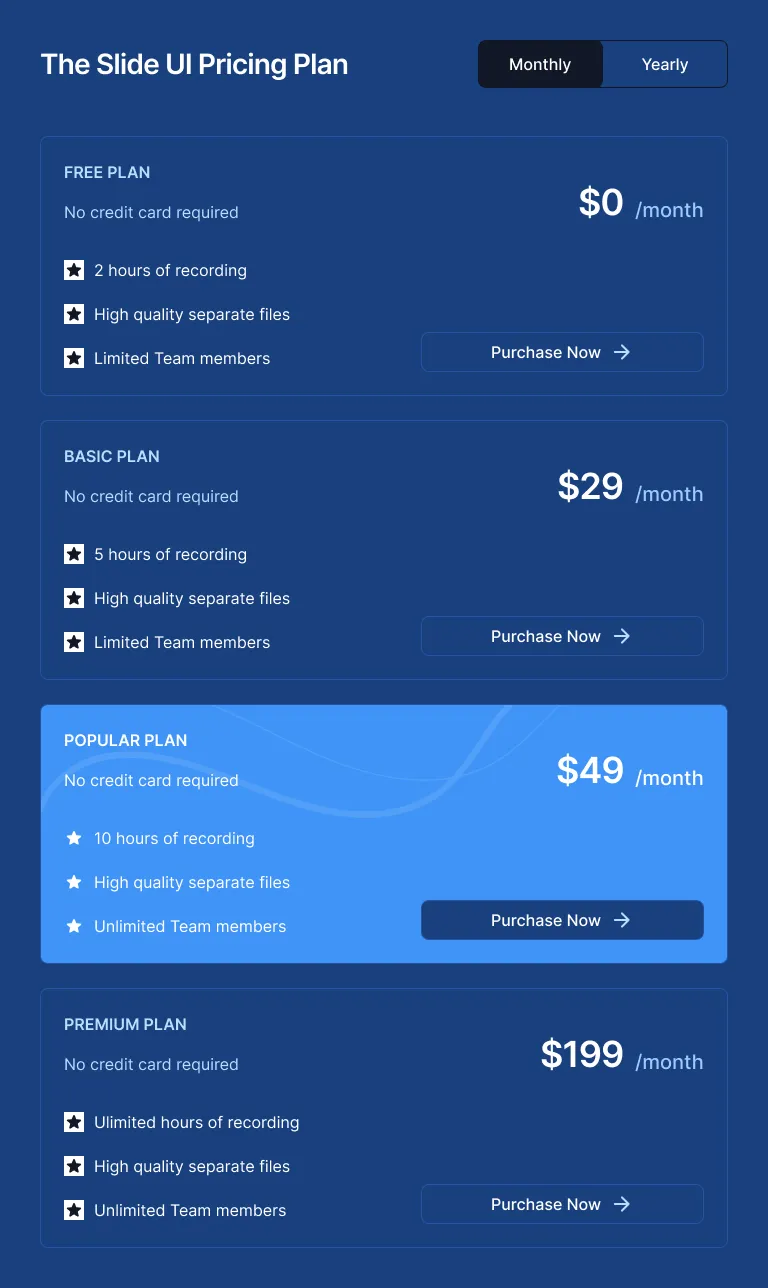 The Slide UI Pricing Plan
Monthly
Yearly
FREE PLAN
No credit card required
$0 /month
2 hours of recording
High quality separate files
Limited Team members
Purchase Now
BASIC PLAN
No credit card required
$29 /month
5 hours of recording
High quality separate files
Limited Team members
Purchase Now
POPULAR PLAN
No credit card required
$49 /month
10 hours of recording
High quality separate files
Unlimited Team members
Purchase Now
PREMIUM PLAN
No credit card required
$199 /month
Ulimited hours of recording
High quality separate files
Unlimited Team members
Purchase Now